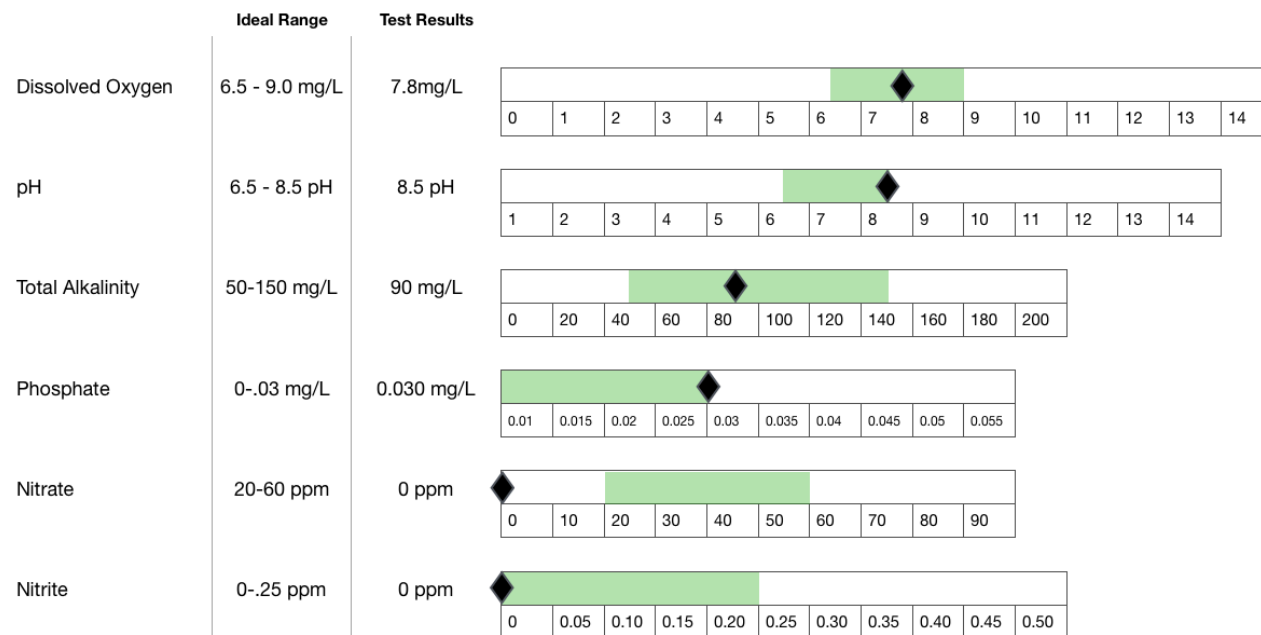 Ideal Range Test Results
Dissolved Oxygen 6.5 - 9.0 mg/L 7.8mg/L
0 1 2 3 4 5 6 7 8 9 10 11 12 13 14
pH 6.5 - 8.5 pH 8.5 pH
1 2 3 4 5 6 7 8 9 10 11 12 13 14
Total Alkalinity 50-150 mg/L 90 mg/L
0 20 40 60 80 100 120 140 160 180 200
Phosphate 0-.03 mg/L 0.030 mg/L
0.01 0.015 0.02 0.025 0.03 0.035 0.04 0.045 0.05 0.055
Nitrate 20-60 ppm 0 ppm
0 10 20 30 40 50 60 70 80 90
Nitrite 0-.25 ppm 0 ppm
0 0.05 0.10 0.15 0.20 0.25 0.30 0.35 0.40 0.45 0.50